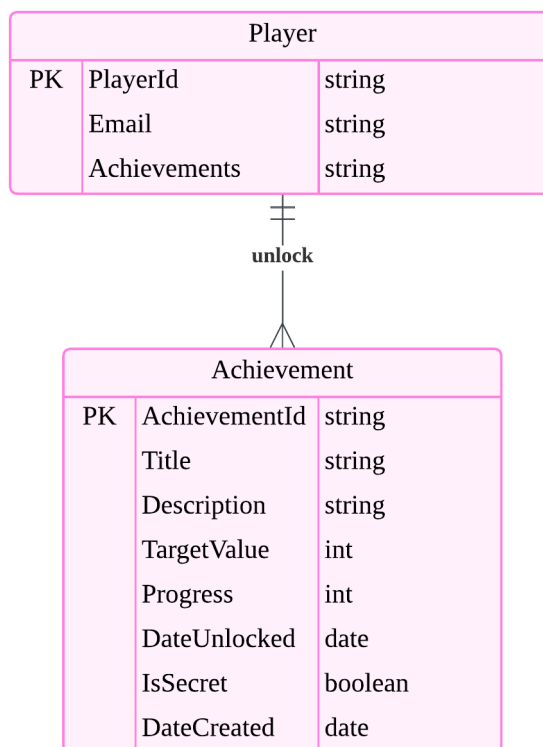 Player
PK PlayerId string
Email string
Achievements string
unlock
Achievement
PK AchievementId string
Title string
Description string
TargetValue int
Progress int
DateUnlocked date
IsSecret boolean
DateCreated date